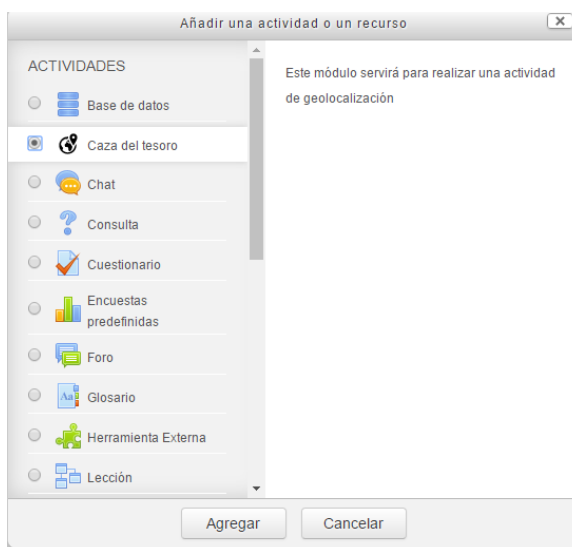 Añadir una actividad o un recurso
ACTIVIDADES
Base de datos
Caza del tesoro
Chat
Consulta
Cuestionario
Encuestas
predefinidas
Foro
Glosario
Herramienta Externa
Lección
Este módulo servirá para realizar una actividad
de geolocalización
Agregar
Cancelar